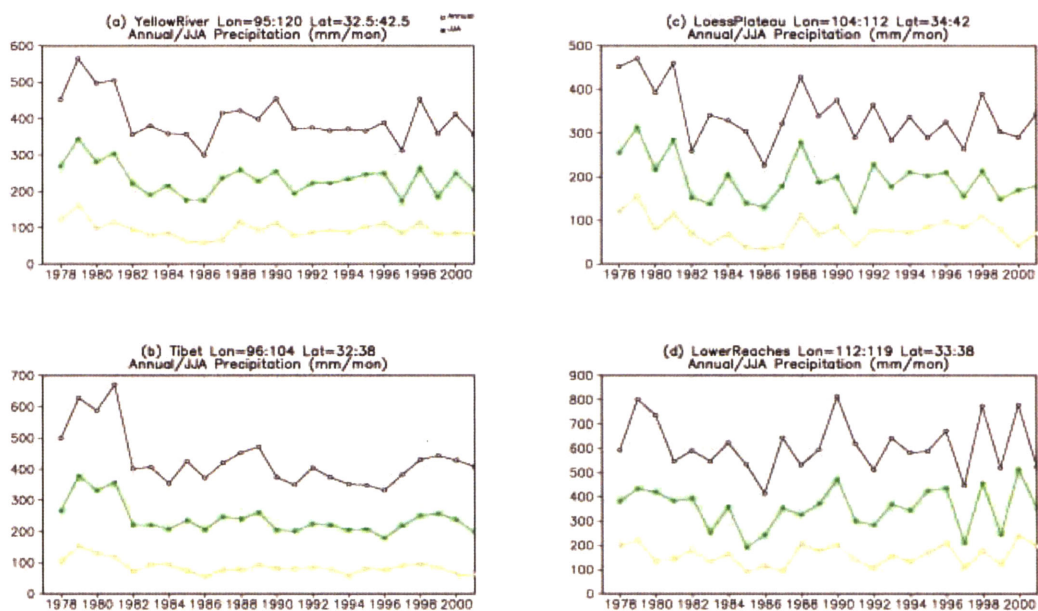 (a) YellowRiver Lon=95:120 Lat=32.5:42.5
Annual/JJA Precipitation (mm/mon)
Annual
JJA
600
500
400
300
200
100
0
1978 1980 1982 1984 1986 1988 1990 1992 1994 1996 1998 2000
(c) LoessPlateau Lon=104:112 Lat=34:42
Annual/JJA Precipitation (mm/mon)
500
400
300
200
100
0
1978 1980 1982 1984 1986 1988 1990 1992 1994 1996 1998 2000
(b) Tibet Lon=96:104 Lat=32:38
Annual/JJA Precipitation (mm/mon)
700
600
500
400
300
200
100
0
1978 1980 1982 1984 1986 1988 1990 1992 1994 1996 1998 2000
(d) LowerReaches Lon=112:119 Lat=33:38
Annual/JJA Precipitation (mm/mon)
900
800
700
600
500
400
300
200
100
0
1978 1980 1982 1984 1986 1988 1990 1992 1994 1996 1998 2000